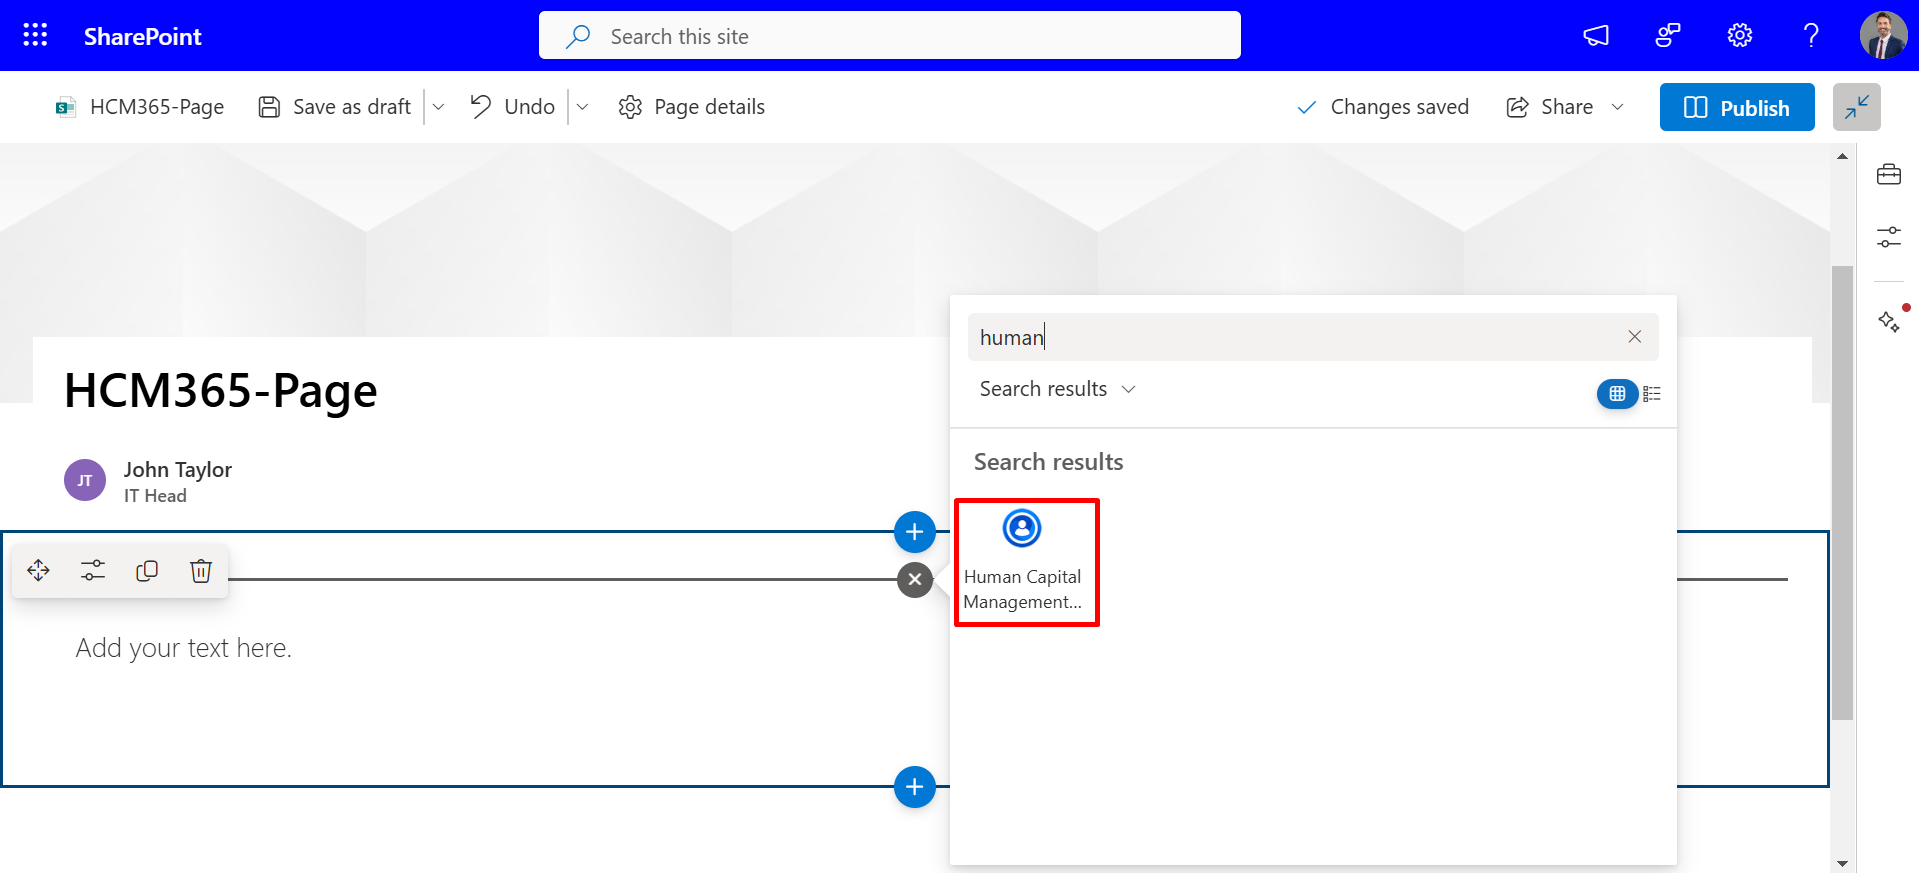 SharePoint
Search this site
HCM365-Page
Save as draft
Undo
Page details
Changes saved
Share
Publish
human
Search results
Search results
Human Capital
Management...
HCM365-Page
JT
John Taylor
IT Head
Add your text here.